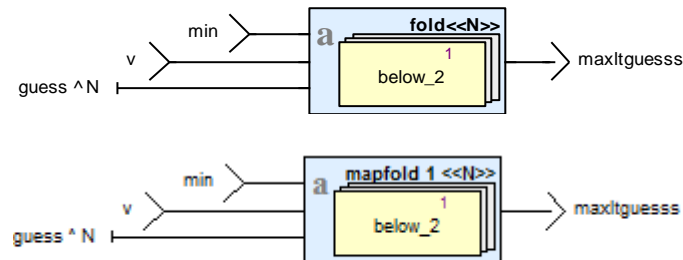 min
a
fold<<N>>
1
v
below_2
maxltguesss
guess ^N
min
a
mapfold 1 <<N>>
1
v
below_2
maxltguesss
guess ^ N